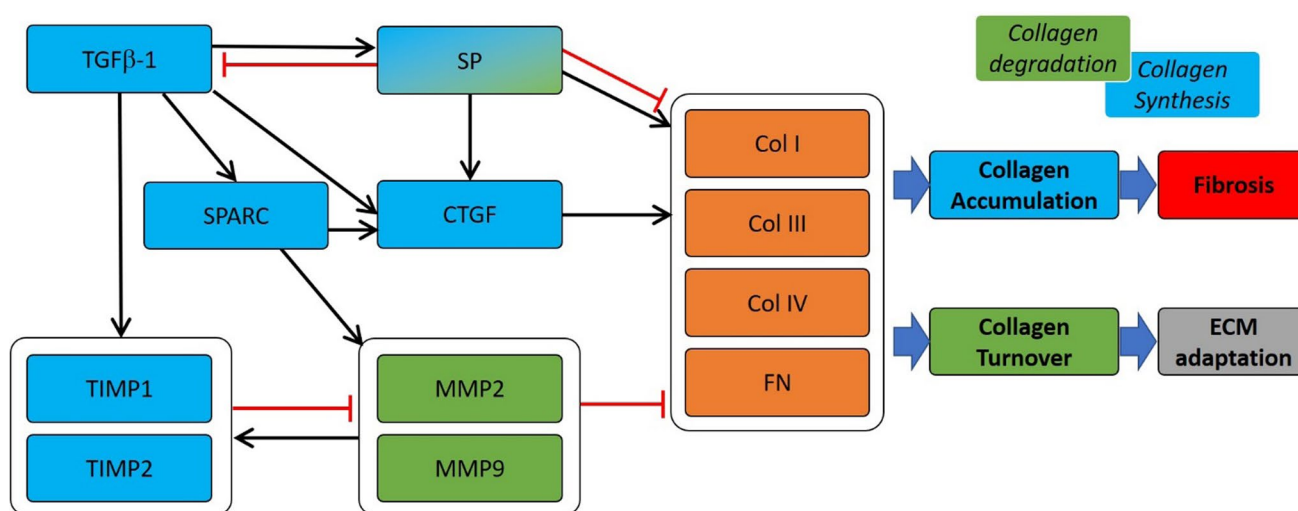 TGFβ-1
SP
Collagen
degradation
Collagen
Synthesis
SPARC
CTGF
Col I
Col III
Col IV
FN
Collagen
Accumulation
Fibrosis
Collagen
Turnover
ECM
adaptation
TIMP1
TIMP2
MMP2
MMP9